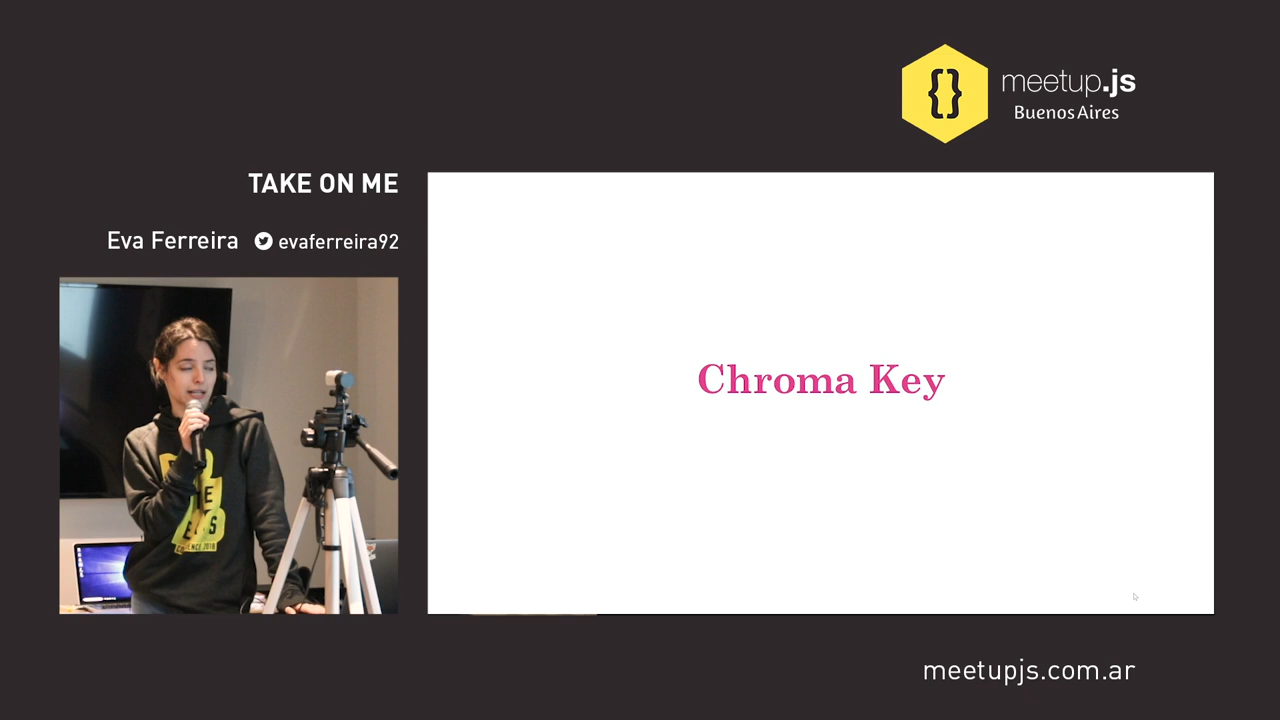 {}
meetup.js
Buenos Aires
TAKE ON ME
Eva Ferreira evaferreira92
Chroma Key
meetupjs.com.ar